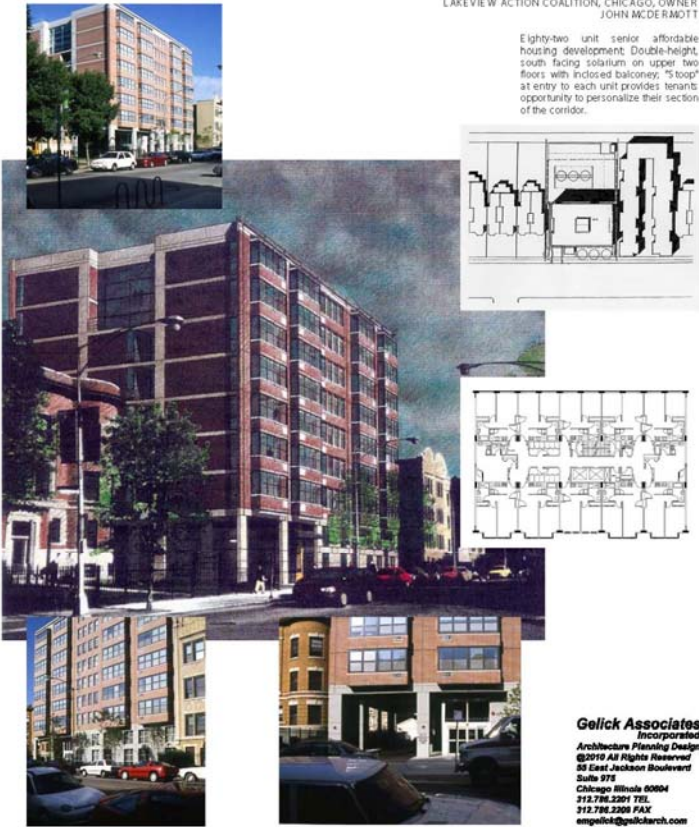 LAKEVIEW ACTION COALITION, CHICAGO, OWNER
JOHN MCDERMOTT
Eighty-two unit senior affordable
housing development; Double-height,
south facing solarium on upper two
floors with inclosed balconey; "Stoop"
at entry to each unit provides tenants
opportunity to personalize their section
of the corridor.
Gelick Associates
Incorporated
Architecture Planning Design
@2010 All Rights Reserved
55 East Jackson Boulevard
Suite 975
Chicago Illinois 60604
312.786.2201 TEL
312.786.2209 FAX
emgelick@gelickarch.com